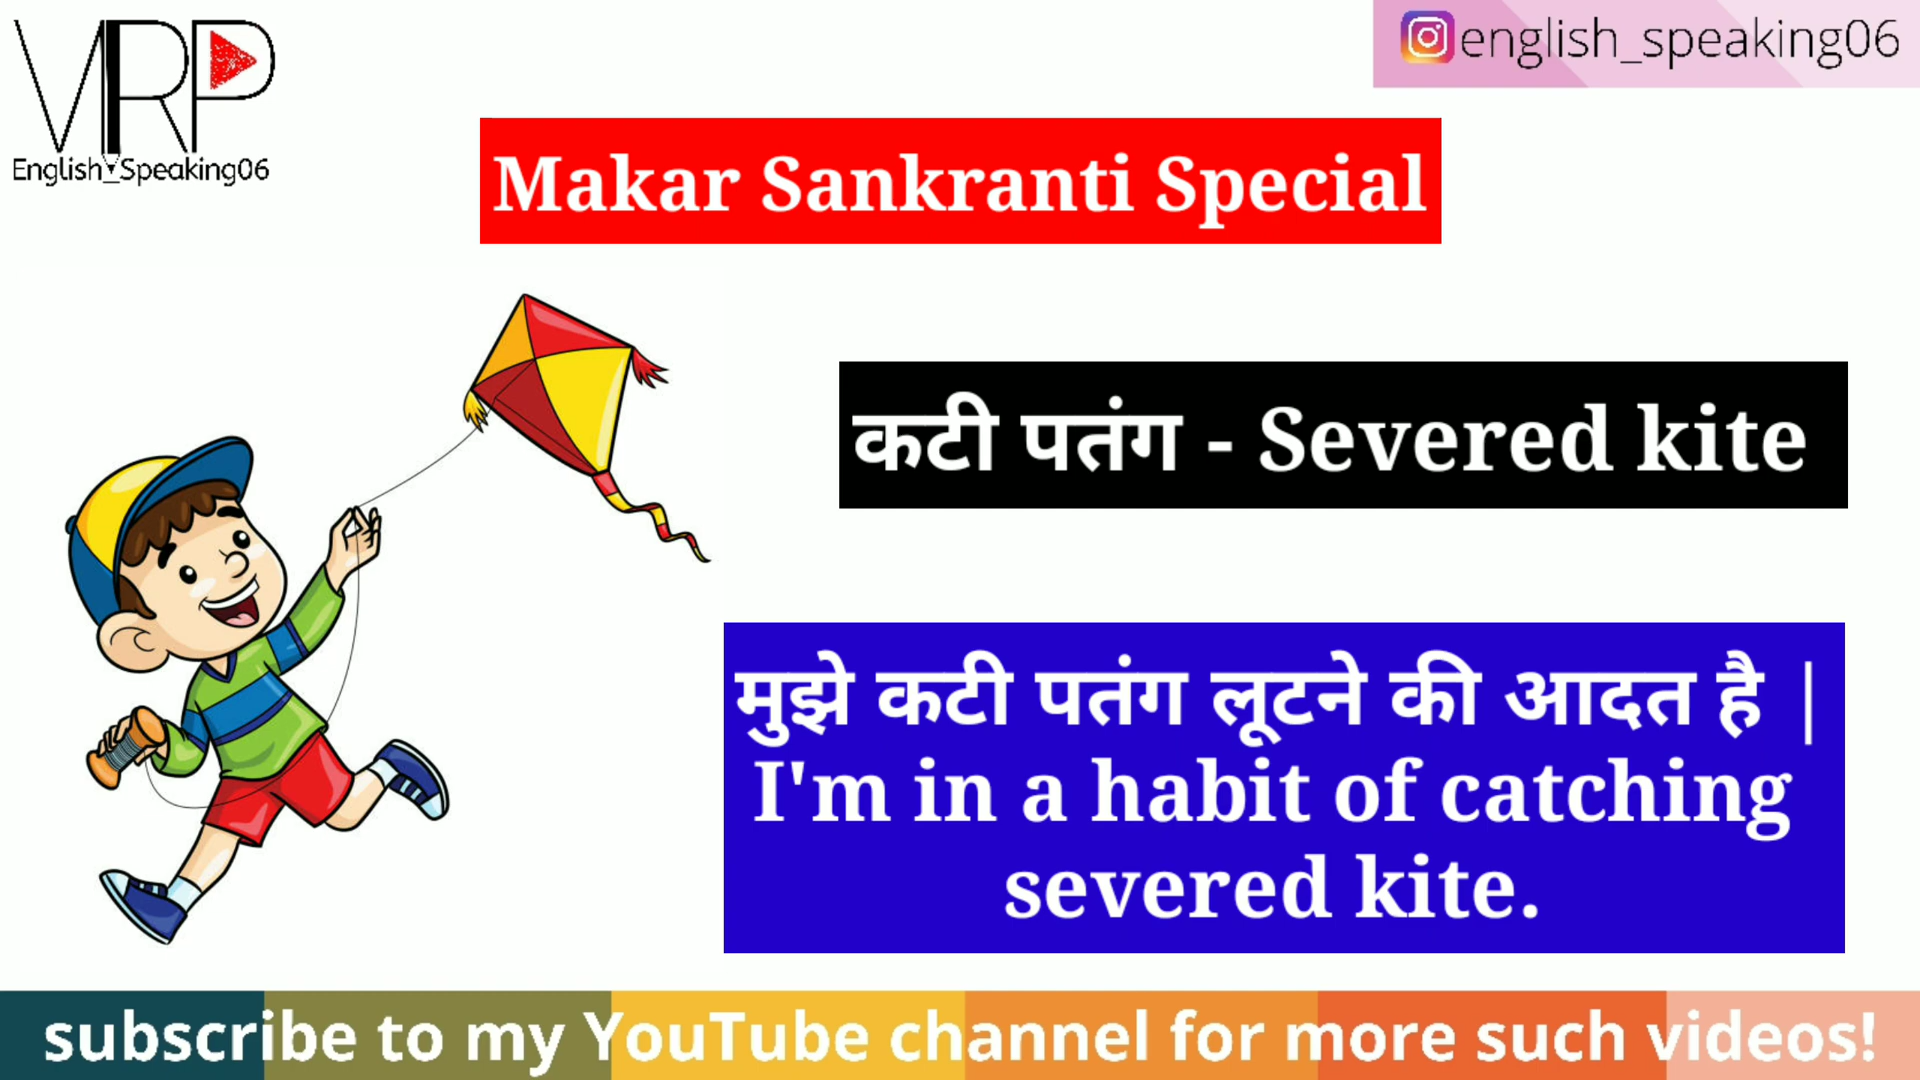 VRP
English_Speaking06
english_speaking06
Makar Sankranti Special
कटी पतंग - Severed kite
मुझे कटी पतंग लूटने की आदत है |
I'm in a habit of catching
severed kite.
subscribe to my YouTube channel for more such videos!